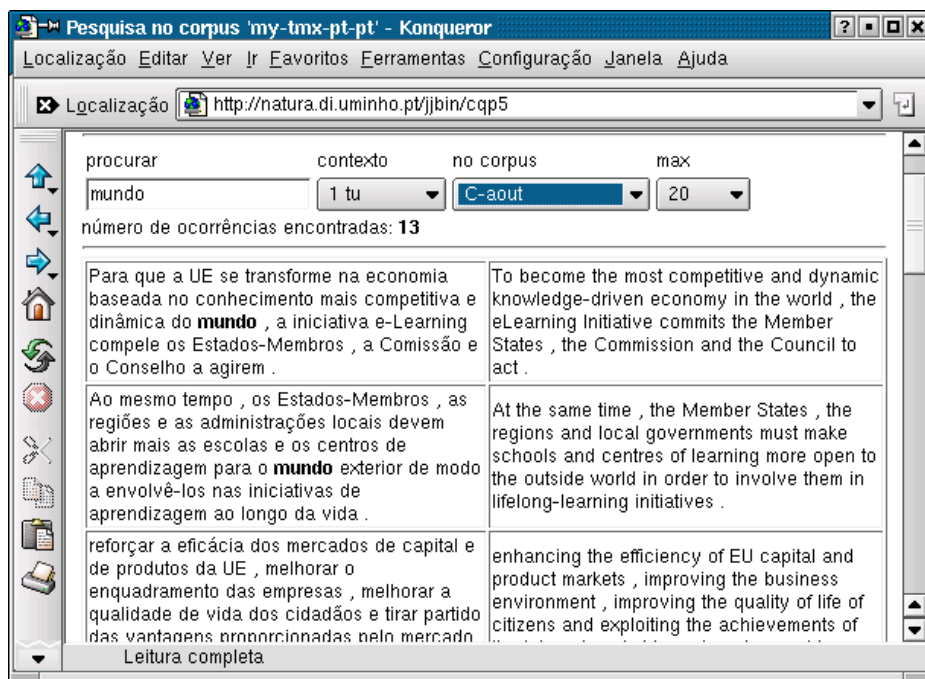 Pesquisa no corpus 'my-tmx-pt-pt' - Konqueror
Localização Editar Ver Ir Favoritos Ferramentas Configuração Janela Ajuda
Localização http://natura.di.uminho.pt/jjbin/cqp5
procurar contexto no corpus max
mundo 1 tu C-aout 20
número de ocorrências encontradas: 13
Para que a UE se transforme na economia
baseada no conhecimento mais competitiva e
dinâmica do mundo , a iniciativa e-Learning
compele os Estados-Membros , a Comissão e
o Conselho a agirem .
To become the most competitive and dynamic
knowledge-driven economy in the world , the
eLearning Initiative commits the Member
States , the Commission and the Council to
act .
Ao mesmo tempo , os Estados-Membros , as
regiões e as administrações locais devem
abrir mais as escolas e os centros de
aprendizagem para o mundo exterior de modo
a envolvê-los nas iniciativas de
aprendizagem ao longo da vida .
At the same time , the Member States , the
regions and local governments must make
schools and centres of learning more open to
the outside world in order to involve them in
lifelong-learning initiatives .
reforçar a eficácia dos mercados de capital e
de produtos da UE , melhorar o
enquadramento das empresas , melhorar a
qualidade de vida dos cidadãos e tirar partido
das vantagens proporcionadas pelo mercado
enhancing the efficiency of EU capital and
product markets , improving the business
environment , improving the quality of life of
citizens and exploiting the achievements of
Leitura completa